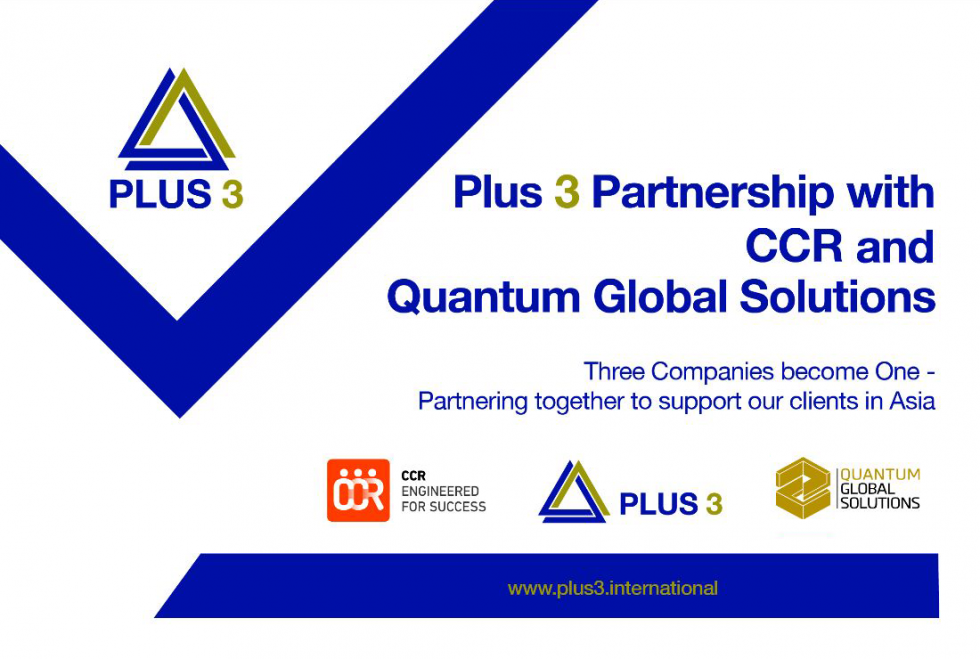 PLUS 3
Plus 3 Partnership with
CCR and
Quantum Global Solutions
Three Companies become One -
Partnering together to support our clients in Asia
CCR
CCR
ENGINEERED
FOR SUCCESS
PLUS 3
QUANTUM
GLOBAL
SOLUTIONS
www.plus3.international